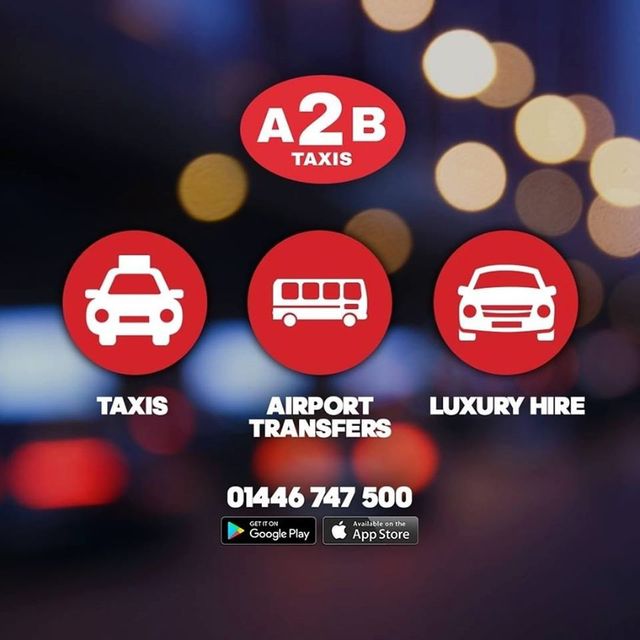 A2B
TAXIS
TAXIS
AIRPORT
TRANSFERS
LUXURY HIRE
01446 747 500
GET IT ON
Google Play
Available on the
App Store